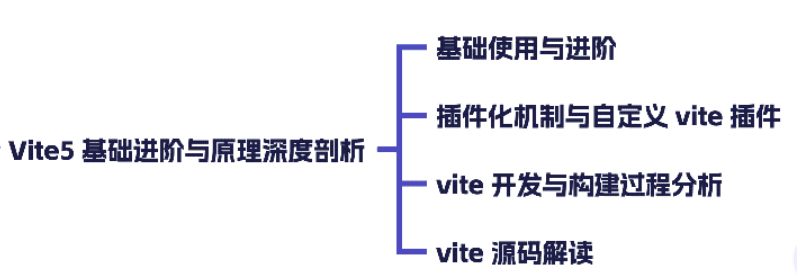 Vite5 基础进阶与原理深度剖析
基础使用与进阶
插件化机制与自定义 vite 插件
vite 开发与构建过程分析
vite 源码解读